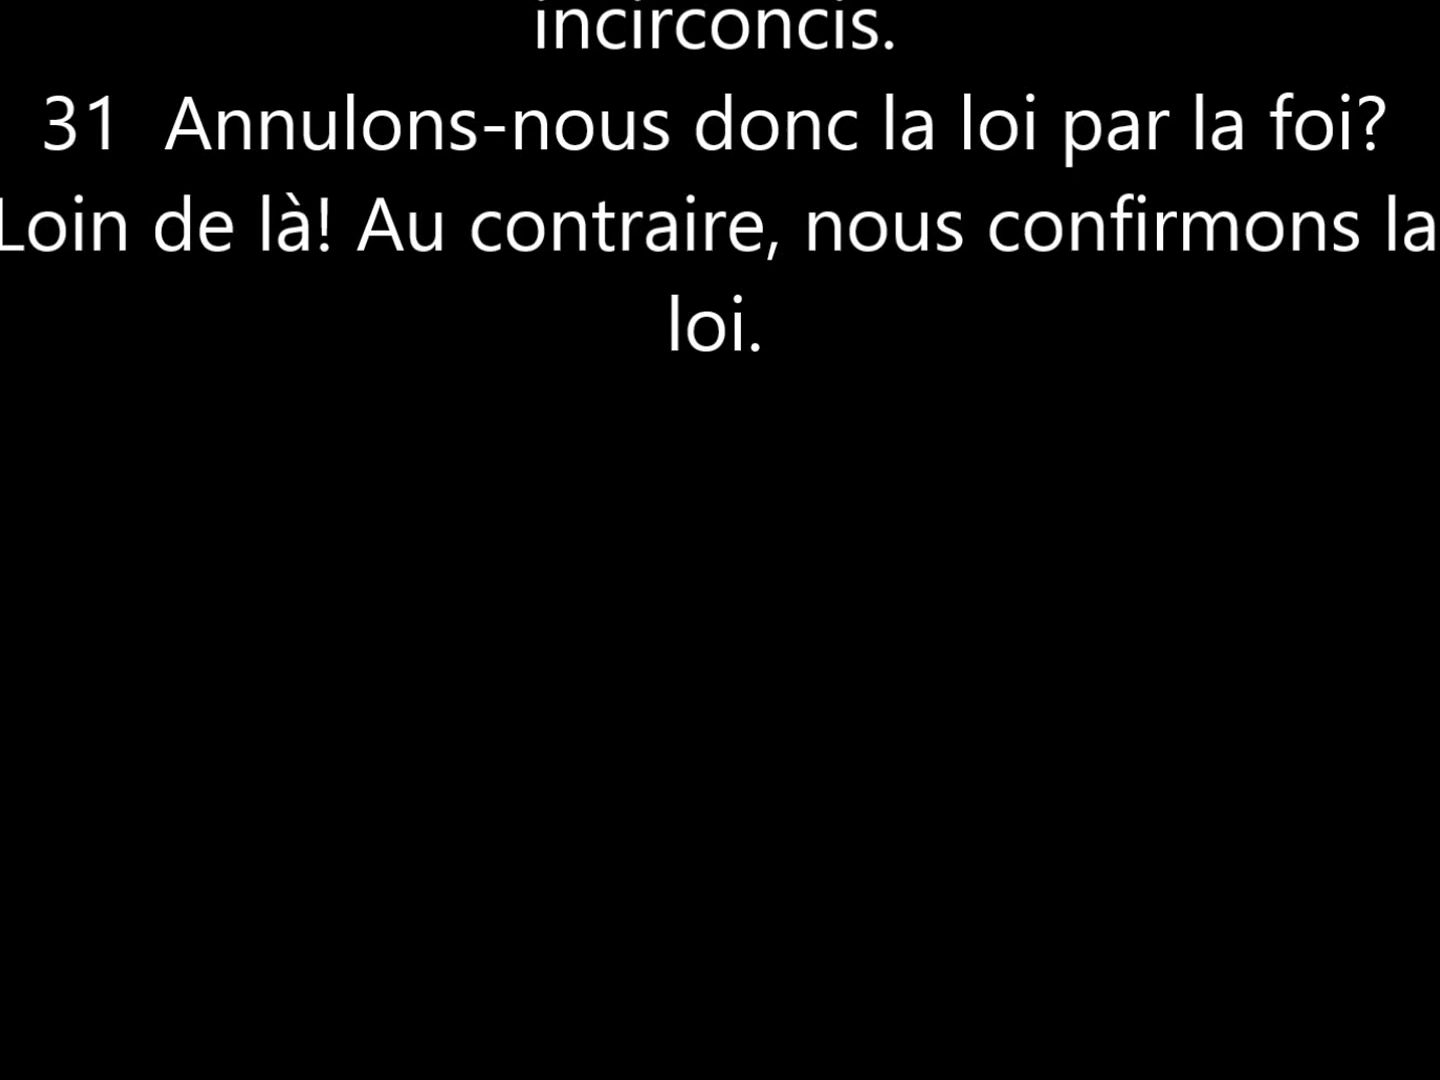 incirconcis.
31  Annulons-nous donc la loi par la foi?
Loin de là! Au contraire, nous confirmons la
loi.